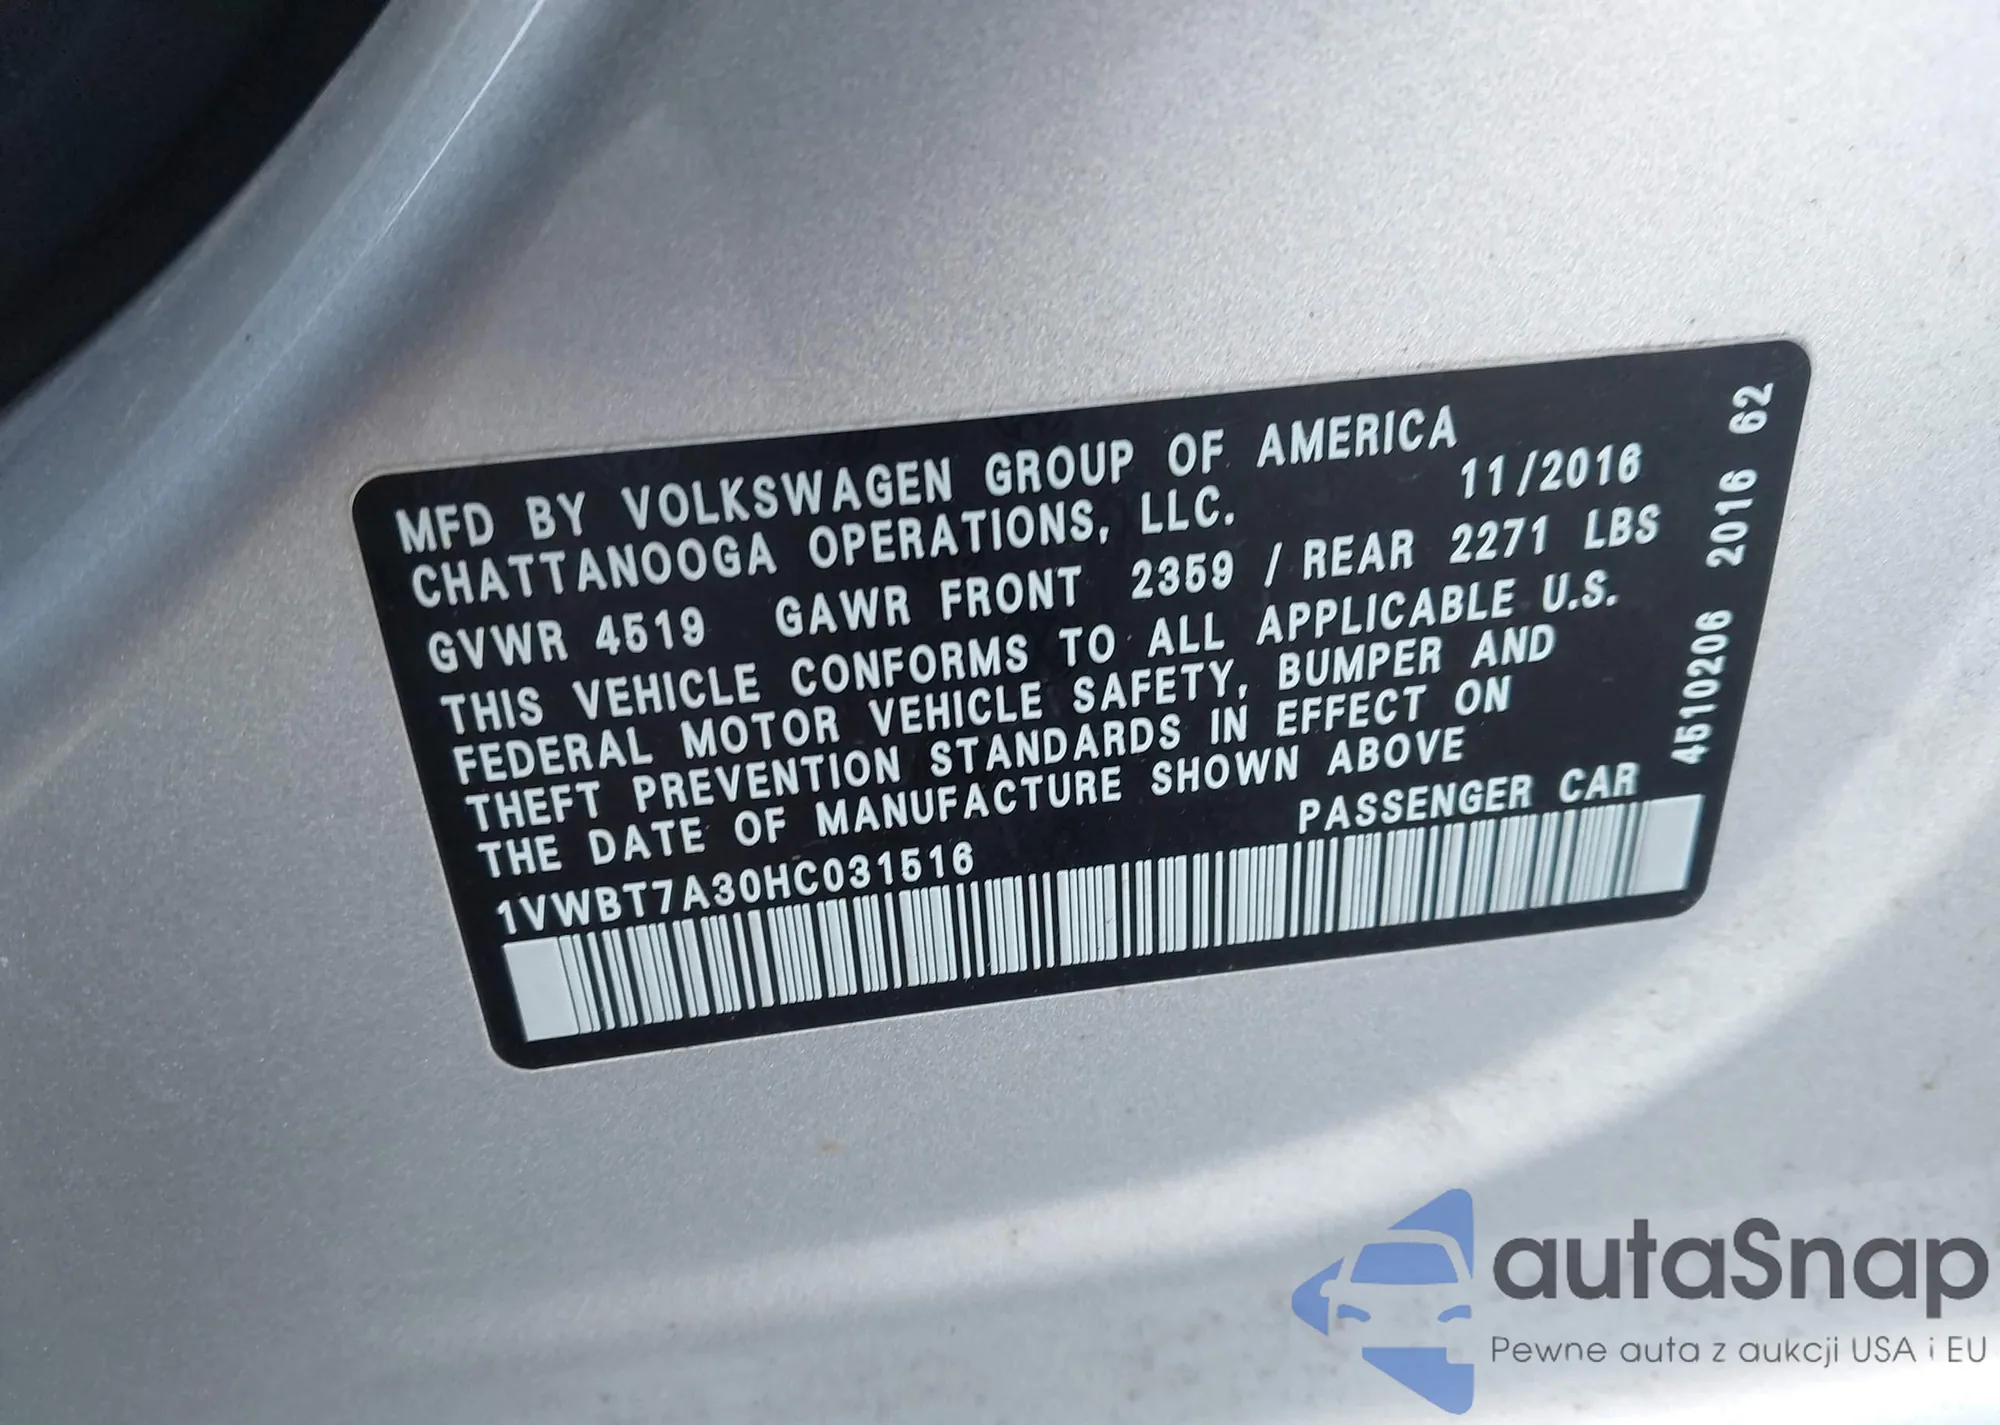 MFD BY VOLKSWAGEN GROUP OF AMERICA
CHATTANOOGA OPERATIONS, LLC. 11/2016
GVWR 4519 GAWR FRONT 2359 / REAR 2271 LBS
THIS VEHICLE CONFORMS TO ALL APPLICABLE U.S.
FEDERAL MOTOR VEHICLE SAFETY, BUMPER AND
THEFT PREVENTION STANDARDS IN EFFECT ON
THE DATE OF MANUFACTURE SHOWN ABOVE
1VWBT7A30HC031516 PASSENGER CAR
4510206 2016 62
autaSnap
Pewne auta z aukcji USA i EU